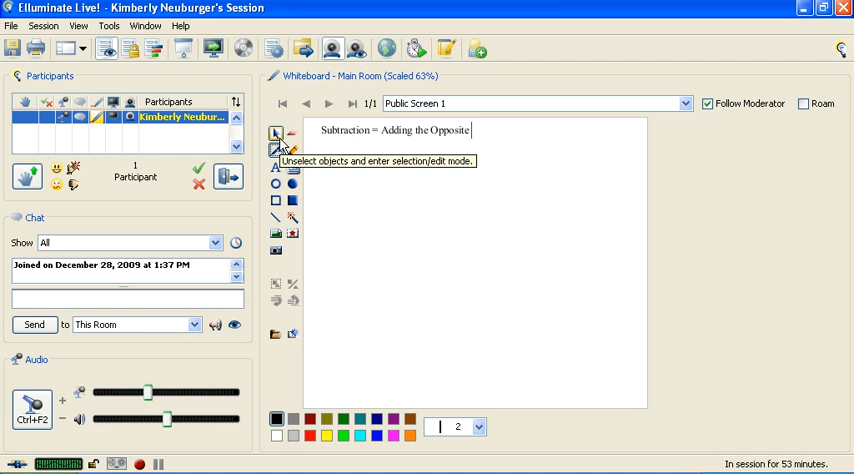 Elluminate Live! - Kimberly Neuburger's Session
File Session View Tools Window Help
Participants
Whiteboard - Main Room (Scaled 63%)
1/1 Public Screen 1 Follow Moderator Roam
Participants
Kimberly Neubur...
Subtraction = Adding the Opposite
Unselect objects and enter selection/edit mode.
A
1
Participant
Chat
Show All
Joined on December 28, 2009 at 1:37 PM
Send to This Room
Audio
Ctrl+F2
+
-
2
In session for 53 minutes.